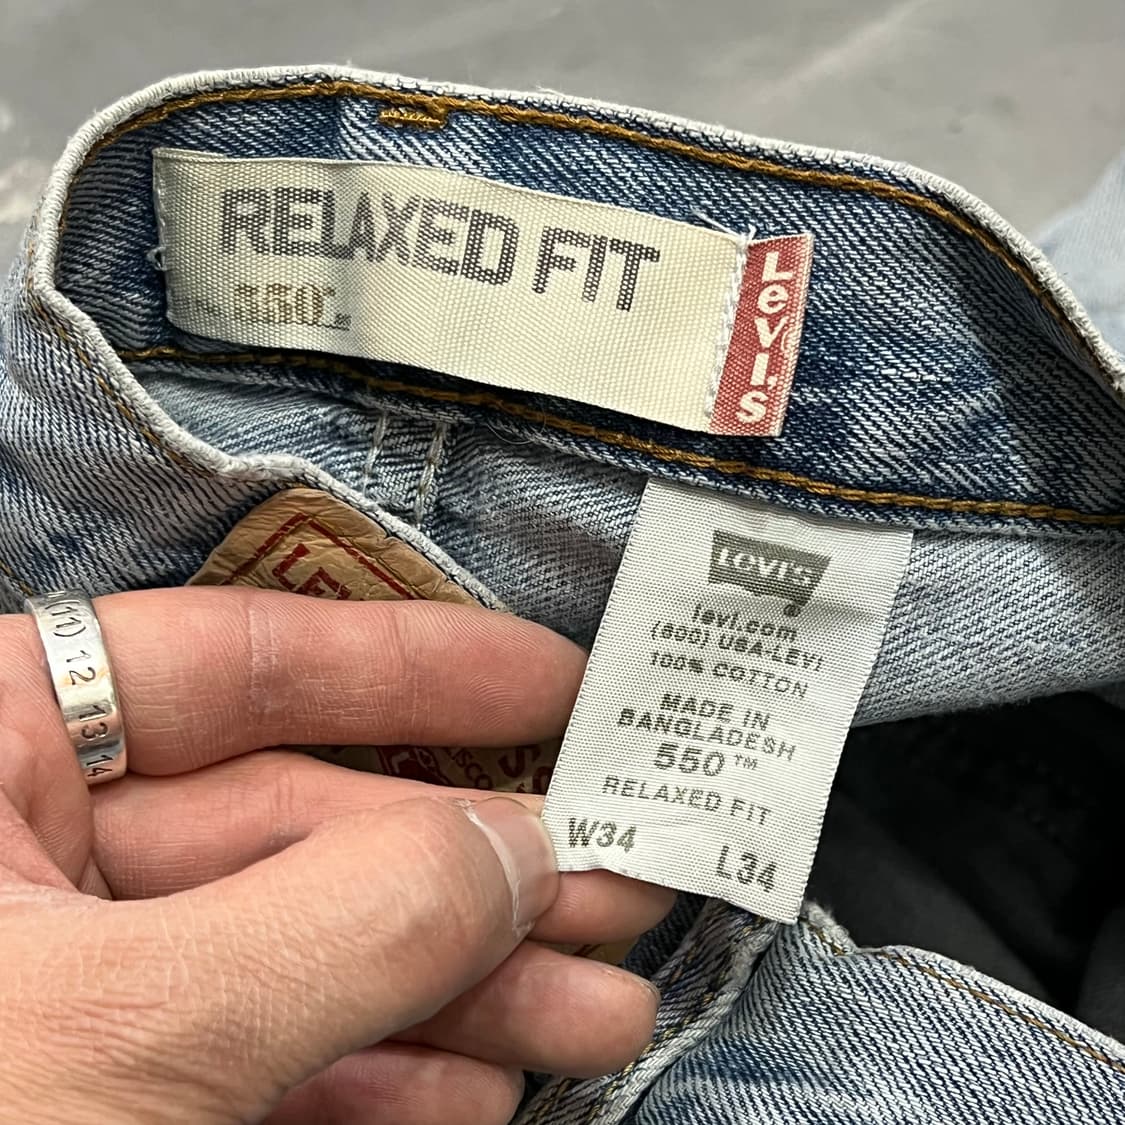 RELAXED FIT
550
Levi's
LE
LEVI'S
levi.com
(800) USA-LEVI
100% COTTON
MADE IN
BANGLADESH
550™
RELAXED FIT
W34
L34
(11) 12 13 14